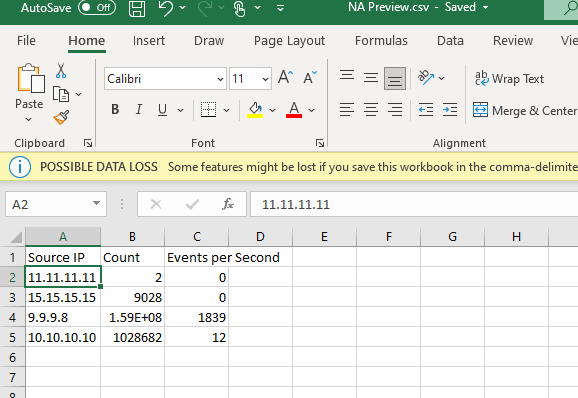 AutoSave Off NA Preview.csv - Saved
File Home Insert Draw Page Layout Formulas Data Review Vie
Calibri 11 A A ab Wrap Text
Paste B I U A Merge & Center
Clipboard Font Alignment
POSSIBLE DATA LOSS Some features might be lost if you save this workbook in the comma-delimite
A2 fx 11.11.11.11
A B C D E F G H
1 Source IP Count Events per Second
2 11.11.11.11 2 0
3 15.15.15.15 9028 0
4 9.9.9.8 1.59E+08 1839
5 10.10.10.10 1028682 12
6
7
8